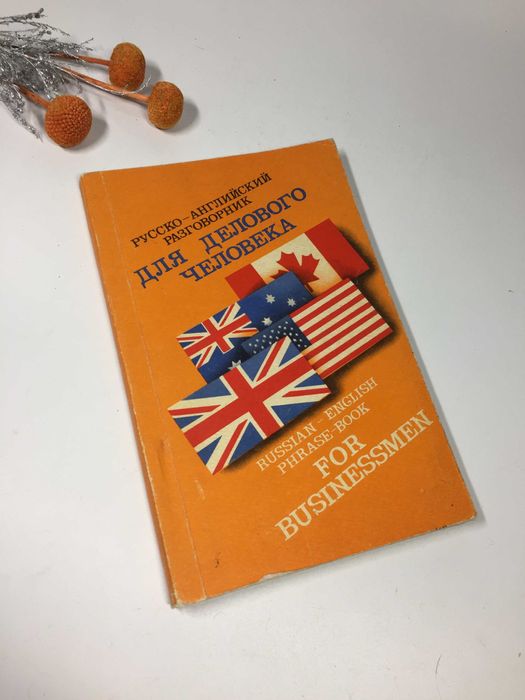 РУССКО-АНГЛИЙСКИЙ
РАЗГОВОРНИК
ДЛЯ ДЕЛОВОГО
ЧЕЛОВЕКА
RUSSIAN-ENGLISH
PHRASE-BOOK
FOR
BUSINESSMEN